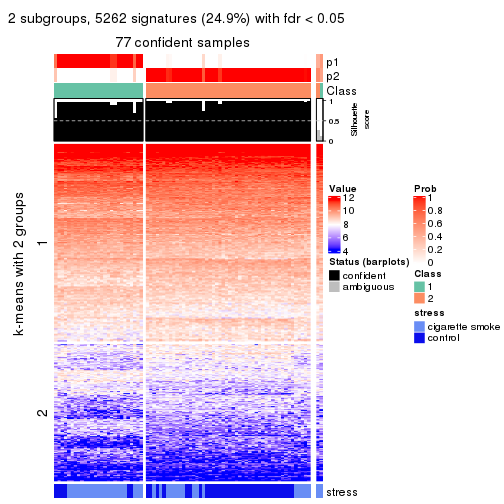 2 subgroups, 5262 signatures (24.9%) with fdr < 0.05
77 confident samples
p1
p2
Class
1
0.5
0
Silhouette
score
k-means with 2 groups
1
2
stress
Value
12
10
8
6
4
Status (barplots)
confident
ambiguous
Prob
1
0.8
0.6
0.4
0.2
0
Class
1
2
stress
cigarette smoke
control